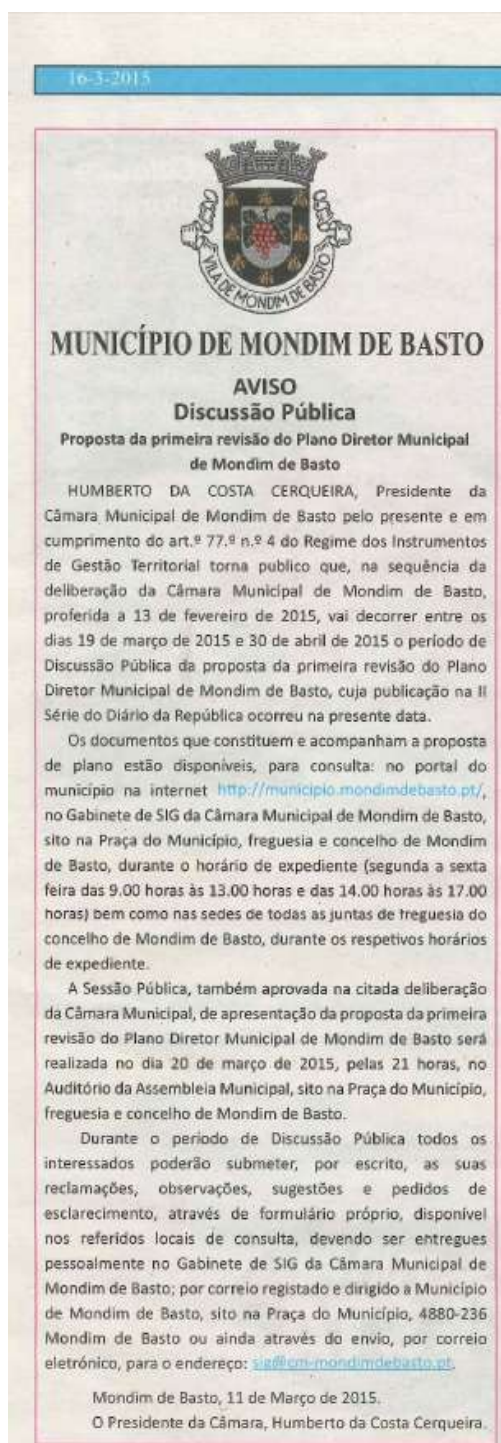 16-3-2015
VILA DE MONDIM DE BASTO
MUNICÍPIO DE MONDIM DE BASTO
AVISO
Discussão Pública
Proposta da primeira revisão do Plano Diretor Municipal
de Mondim de Basto
HUMBERTO DA COSTA CERQUEIRA, Presidente da
Câmara Municipal de Mondim de Basto pelo presente e em
cumprimento do art.º 77.º n.º 4 do Regime dos Instrumentos
de Gestão Territorial torna publico que, na sequência da
deliberação da Câmara Municipal de Mondim de Basto,
proferida a 13 de fevereiro de 2015, vai decorrer entre os
dias 19 de março de 2015 e 30 de abril de 2015 o período de
Discussão Pública da proposta da primeira revisão do Plano
Diretor Municipal de Mondim de Basto, cuja publicação na II
Série do Diário da República ocorreu na presente data.
Os documentos que constituem e acompanham a proposta
de plano estão disponíveis, para consulta: no portal do
município na internet http://municipio.mondimdebasto.pt/,
no Gabinete de SIG da Câmara Municipal de Mondim de Basto,
sito na Praça do Município, freguesia e concelho de Mondim
de Basto, durante o horário de expediente (segunda a sexta
feira das 9.00 horas às 13.00 horas e das 14.00 horas às 17.00
horas) bem como nas sedes de todas as juntas de freguesia do
concelho de Mondim de Basto, durante os respetivos horários
de expediente.
A Sessão Pública, também aprovada na citada deliberação
da Câmara Municipal, de apresentação da proposta da primeira
revisão do Plano Diretor Municipal de Mondim de Basto será
realizada no dia 20 de março de 2015, pelas 21 horas, no
Auditório da Assembleia Municipal, sito na Praça do Município,
freguesia e concelho de Mondim de Basto.
Durante o período de Discussão Pública todos os
interessados poderão submeter, por escrito, as suas
reclamações, observações, sugestões e pedidos de
esclarecimento, através de formulário próprio, disponível
nos referidos locais de consulta, devendo ser entregues
pessoalmente no Gabinete de SIG da Câmara Municipal de
Mondim de Basto; por correio registado e dirigido a Município
de Mondim de Basto, sito na Praça do Município, 4880-236
Mondim de Basto ou ainda através do envio, por correio
eletrónico, para o endereço: sig@cm-mondimdebasto.pt.
Mondim de Basto, 11 de Março de 2015.
O Presidente da Câmara, Humberto da Costa Cerqueira.